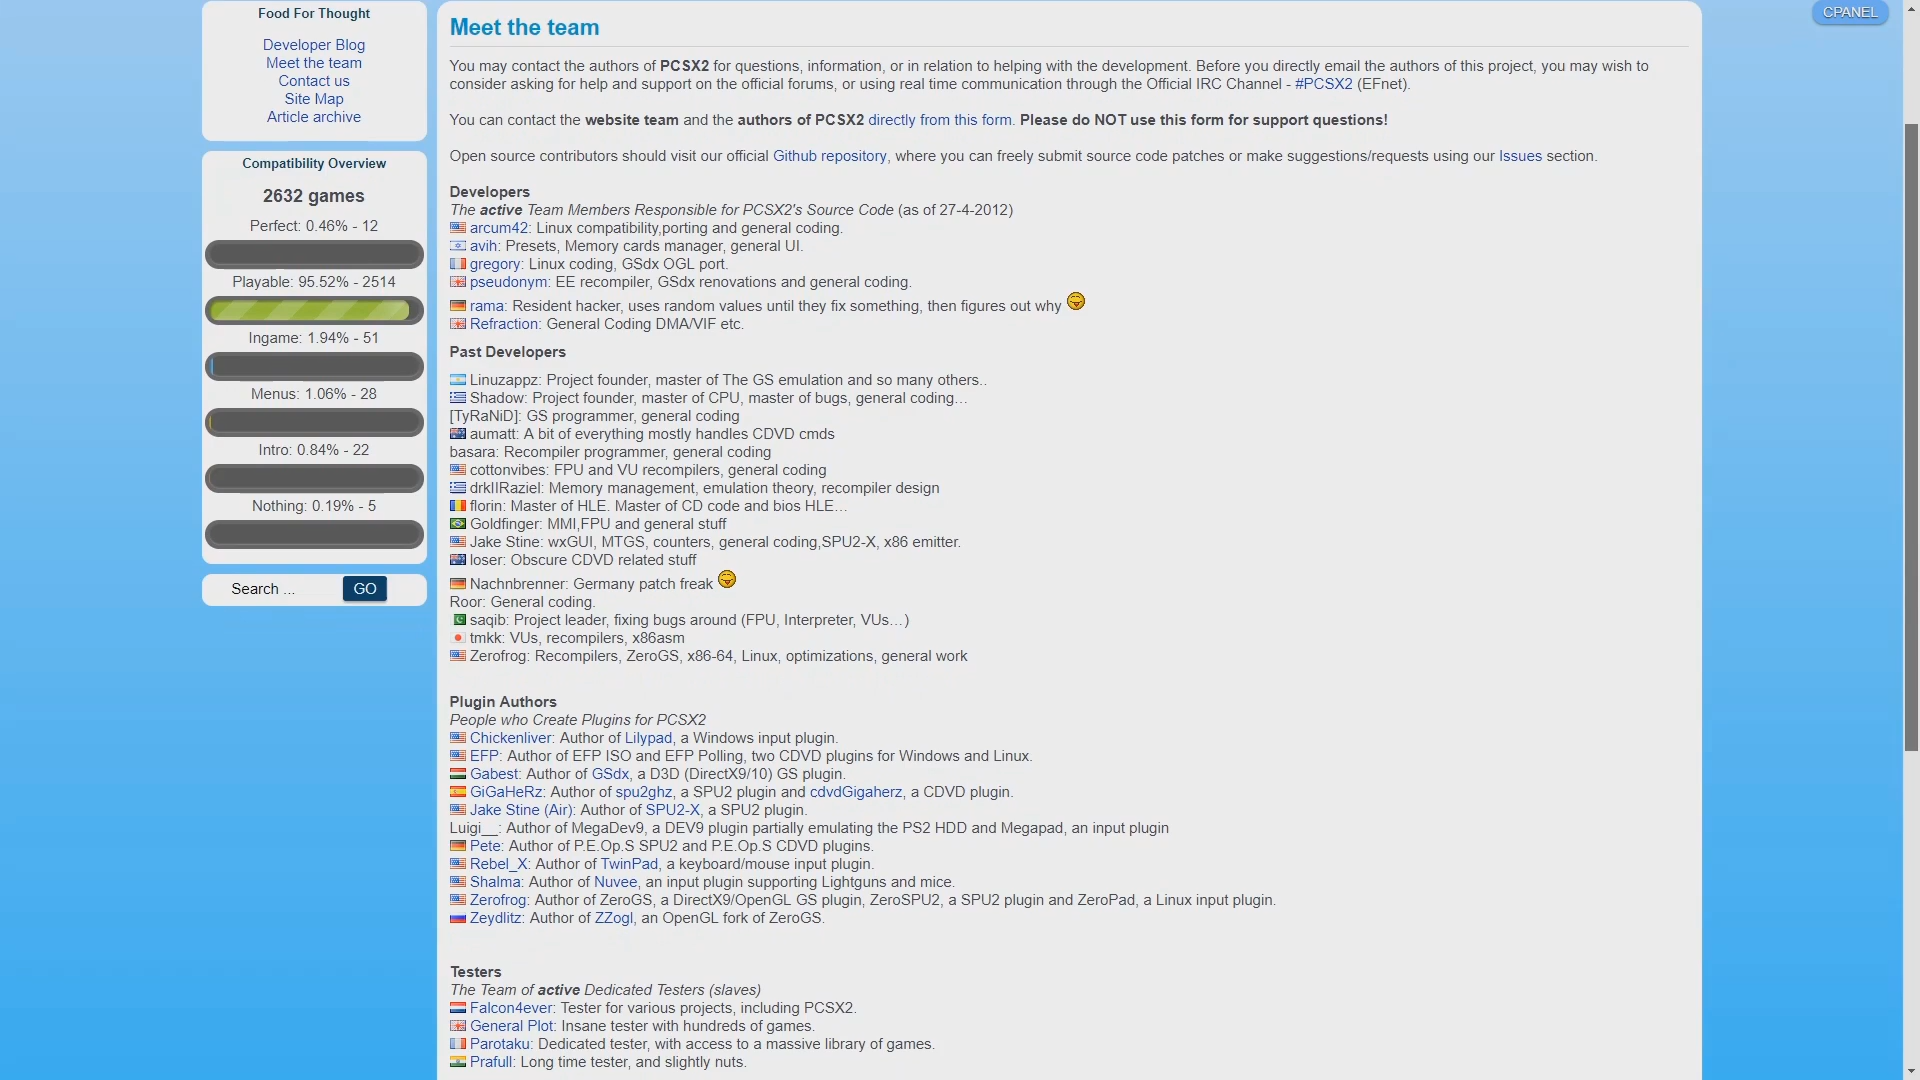 Food For Thought
Developer Blog
Meet the team
Contact us
Site Map
Article archive
Compatibility Overview
2632 games
Perfect: 0.46% - 12
Playable: 95.52% - 2514
Ingame: 1.94% - 51
Menus: 1.06% - 28
Intro: 0.84% - 22
Nothing: 0.19% - 5
Search ...
GO
CPANEL
Meet the team
You may contact the authors of PCSX2 for questions, information, or in relation to helping with the development. Before you directly email the authors of this project, you may wish to
consider asking for help and support on the official forums, or using real time communication through the Official IRC Channel - #PCSX2 (EFnet).
You can contact the website team and the authors of PCSX2 directly from this form. Please do NOT use this form for support questions!
Open source contributors should visit our official Github repository, where you can freely submit source code patches or make suggestions/requests using our Issues section.
Developers
The active Team Members Responsible for PCSX2's Source Code (as of 27-4-2012)
arcum42: Linux compatibility,porting and general coding.
avih: Presets, Memory cards manager, general UI.
gregory: Linux coding, GSdx OGL port.
pseudonym: EE recompiler, GSdx renovations and general coding.
rama: Resident hacker, uses random values until they fix something, then figures out why
Refraction: General Coding DMA/VIF etc.
Past Developers
Linuzappz: Project founder, master of The GS emulation and so many others..
Shadow: Project founder, master of CPU, master of bugs, general coding…
[TyRaNiD]: GS programmer, general coding
aumatt: A bit of everything mostly handles CDVD cmds
basara: Recompiler programmer, general coding
cottonvibes: FPU and VU recompilers, general coding
drkIIRaziel: Memory management, emulation theory, recompiler design
florin: Master of HLE. Master of CD code and bios HLE…
Goldfinger: MMI,FPU and general stuff
Jake Stine: wxGUI, MTGS, counters, general coding,SPU2-X, x86 emitter.
loser: Obscure CDVD related stuff
Nachnbrenner: Germany patch freak
Roor: General coding.
saqib: Project leader, fixing bugs around (FPU, Interpreter, VUs…)
tmkk: VUs, recompilers, x86asm
Zerofrog: Recompilers, ZeroGS, x86-64, Linux, optimizations, general work
Plugin Authors
People who Create Plugins for PCSX2
Chickenliver: Author of Lilypad, a Windows input plugin.
EFP: Author of EFP ISO and EFP Polling, two CDVD plugins for Windows and Linux.
Gabest: Author of GSdx, a D3D (DirectX9/10) GS plugin.
GiGaHeRz: Author of spu2ghz, a SPU2 plugin and cdvdGigaherz, a CDVD plugin.
Jake Stine (Air): Author of SPU2-X, a SPU2 plugin.
Luigi__: Author of MegaDev9, a DEV9 plugin partially emulating the PS2 HDD and Megapad, an input plugin
Pete: Author of P.E.Op.S SPU2 and P.E.Op.S CDVD plugins.
Rebel_X: Author of TwinPad, a keyboard/mouse input plugin.
Shalma: Author of Nuvee, an input plugin supporting Lightguns and mice.
Zerofrog: Author of ZeroGS, a DirectX9/OpenGL GS plugin, ZeroSPU2, a SPU2 plugin and ZeroPad, a Linux input plugin.
Zeydlitz: Author of ZZogl, an OpenGL fork of ZeroGS.
Testers
The Team of active Dedicated Testers (slaves)
Falcon4ever: Tester for various projects, including PCSX2.
General Plot: Insane tester with hundreds of games.
Parotaku: Dedicated tester, with access to a massive library of games.
Prafull: Long time tester, and slightly nuts.